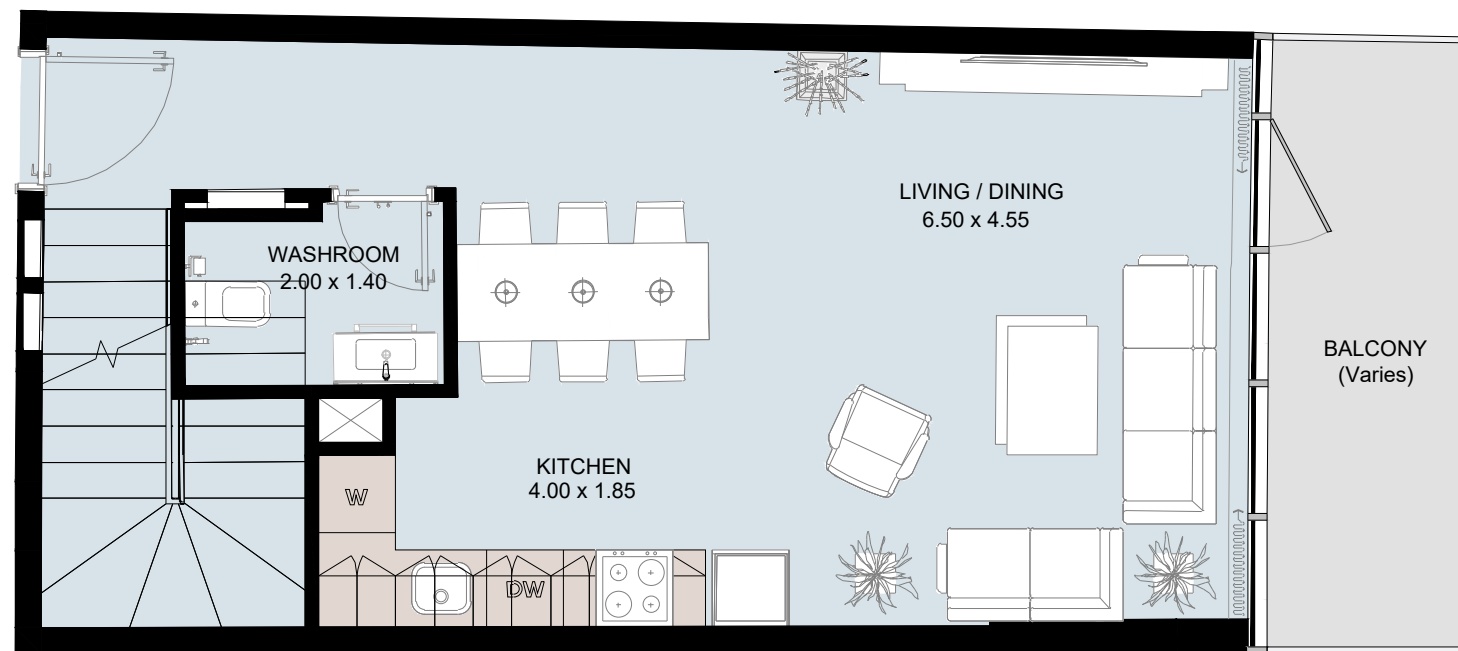 LIVING / DINING
6.50 x 4.55
WASHROOM
2.00 x 1.40
BALCONY
(Varies)
KITCHEN
4.00 x 1.85
W
DW